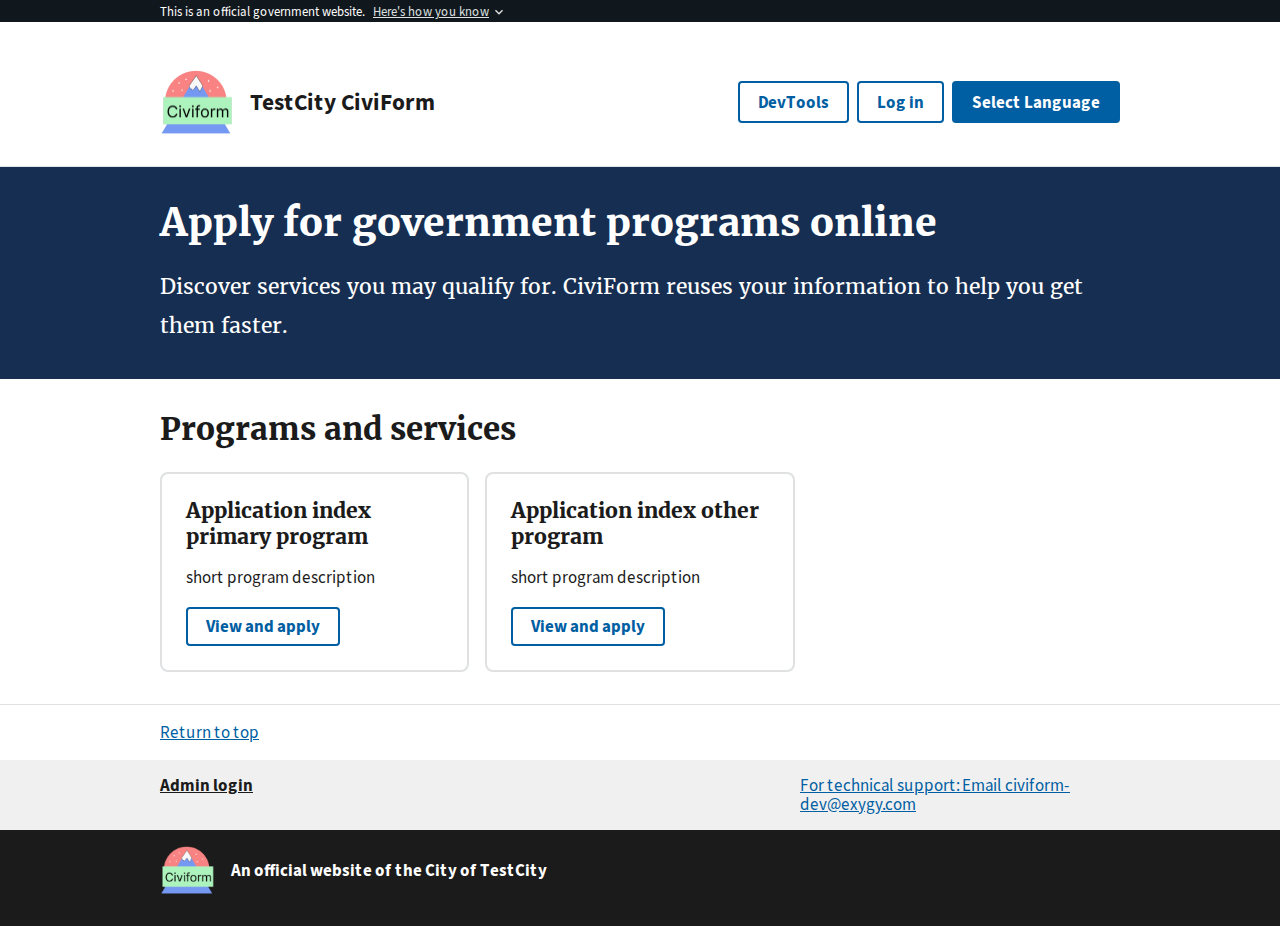 This is an official government website. Here's how you know
Civiform
TestCity CiviForm
DevTools
Log in
Select Language
Apply for government programs online
Discover services you may qualify for. CiviForm reuses your information to help you get
them faster.
Programs and services
Application index
primary program
short program description
View and apply
Application index other
program
short program description
View and apply
Return to top
Admin login
For technical support: Email civiform-
dev@exygy.com
Civiform
An official website of the City of TestCity